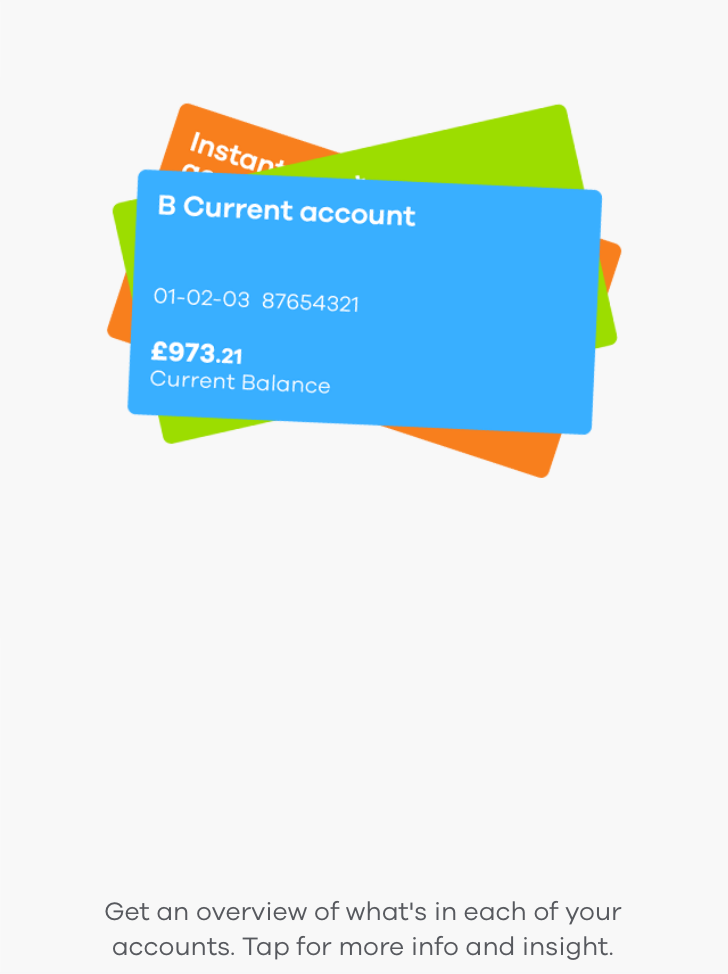 Instant
B Current account
01-02-03 87654321
£973.21
Current Balance
Get an overview of what's in each of your
accounts. Tap for more info and insight.